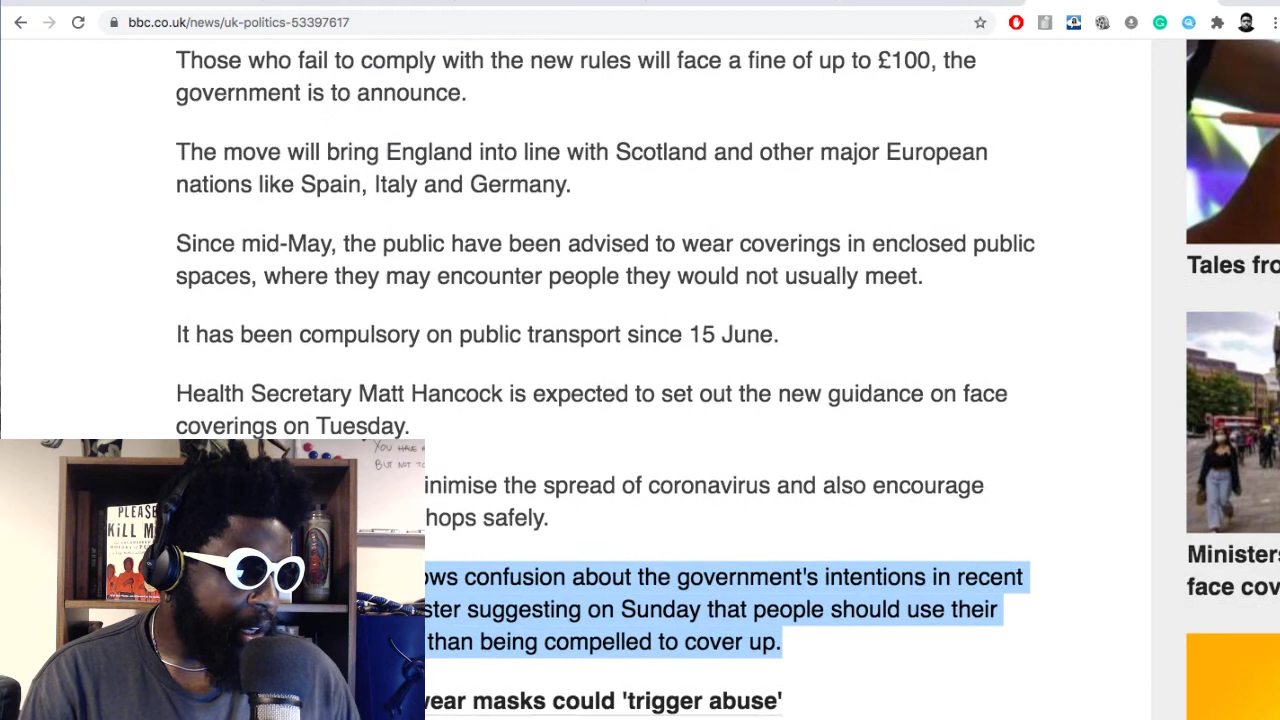 bbc.co.uk/news/uk-politics-53397617
Those who fail to comply with the new rules will face a fine of up to £100, the
government is to announce.
The move will bring England into line with Scotland and other major European
nations like Spain, Italy and Germany.
Since mid-May, the public have been advised to wear coverings in enclosed public
spaces, where they may encounter people they would not usually meet.
It has been compulsory on public transport since 15 June.
Health Secretary Matt Hancock is expected to set out the new guidance on face
coverings on Tuesday.
inimise the spread of coronavirus and also encourage
hops safely.
ows confusion about the government's intentions in recent
ster suggesting on Sunday that people should use their
than being compelled to cover up.
wear masks could 'trigger abuse'
Tales fro
Ministers
face cov
YOU HAVE
BUT NOT TO
PLEASE
KILL M